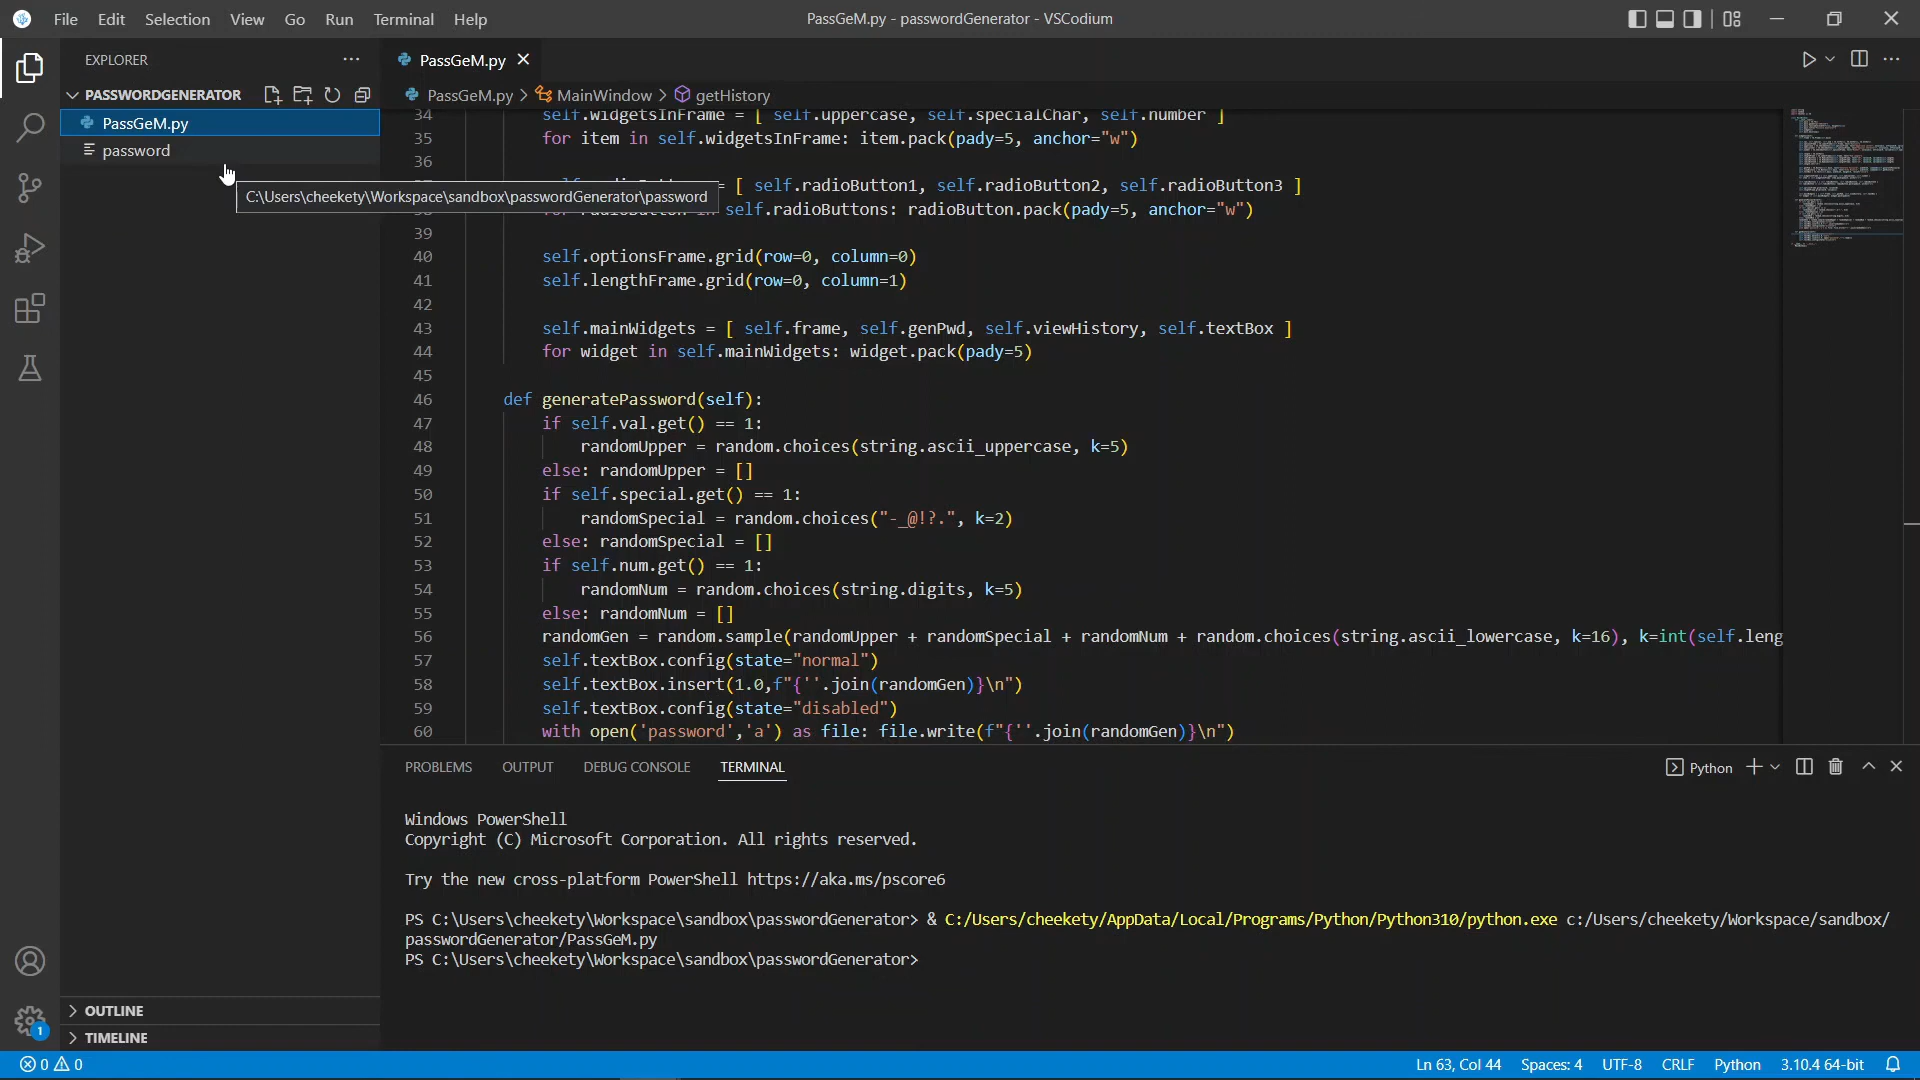 File Edit Selection View Go Run Terminal Help
PassGeM.py - passwordGenerator - VSCodium
EXPLORER
PASSWORDGENERATOR
PassGeM.py
password
C:\Users\cheekety\Workspace\sandbox\passwordGenerator\password
OUTLINE
TIMELINE
PassGeM.py
PassGeM.py > MainWindow > getHistory
34 self.widgetsInFrame = [ self.uppercase, self.specialChar, self.number ]
35 for item in self.widgetsInFrame: item.pack(pady=5, anchor="w")
36
= [ self.radioButton1, self.radioButton2, self.radioButton3 ]
self.radioButtons: radioButton.pack(pady=5, anchor="w")
39
40 self.optionsFrame.grid(row=0, column=0)
41 self.lengthFrame.grid(row=0, column=1)
42
43 self.mainWidgets = [ self.frame, self.genPwd, self.viewHistory, self.textBox ]
44 for widget in self.mainWidgets: widget.pack(pady=5)
45
46 def generatePassword(self):
47 if self.val.get() == 1:
48 randomUpper = random.choices(string.ascii_uppercase, k=5)
49 else: randomUpper = []
50 if self.special.get() == 1:
51 randomSpecial = random.choices("-_@!?.", k=2)
52 else: randomSpecial = []
53 if self.num.get() == 1:
54 randomNum = random.choices(string.digits, k=5)
55 else: randomNum = []
56 randomGen = random.sample(randomUpper + randomSpecial + randomNum + random.choices(string.ascii_lowercase, k=16), k=int(self.leng
57 self.textBox.config(state="normal")
58 self.textBox.insert(1.0,f"{''.join(randomGen)}\n")
59 self.textBox.config(state="disabled")
60 with open('password','a') as file: file.write(f"{''.join(randomGen)}\n")
PROBLEMS OUTPUT DEBUG CONSOLE TERMINAL
Python
Windows PowerShell
Copyright (C) Microsoft Corporation. All rights reserved.
Try the new cross-platform PowerShell https://aka.ms/pscore6
PS C:\Users\cheekety\Workspace\sandbox\passwordGenerator> & C:/Users/cheekety/AppData/Local/Programs/Python/Python310/python.exe c:/Users/cheekety/Workspace/sandbox/
passwordGenerator/PassGeM.py
PS C:\Users\cheekety\Workspace\sandbox\passwordGenerator>
1
0 0
Ln 63, Col 44 Spaces: 4 UTF-8 CRLF Python 3.10.4 64-bit